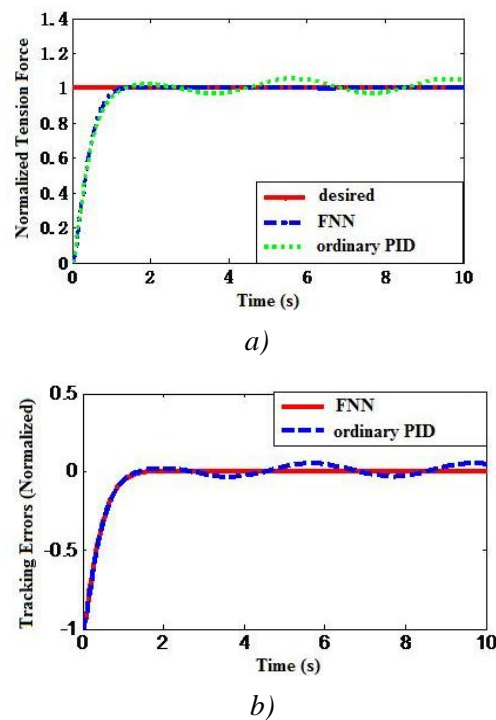 1.4
1.2
1
0.8
0.6
0.4
0.2
0
Normalized Tension Force
desired
FNN
ordinary PID
0 2 4 6 8 10
Time (s)
a)
0.5
0
-0.5
-1
Tracking Errors (Normalized)
FNN
ordinary PID
0 2 4 6 8 10
Time (s)
b)